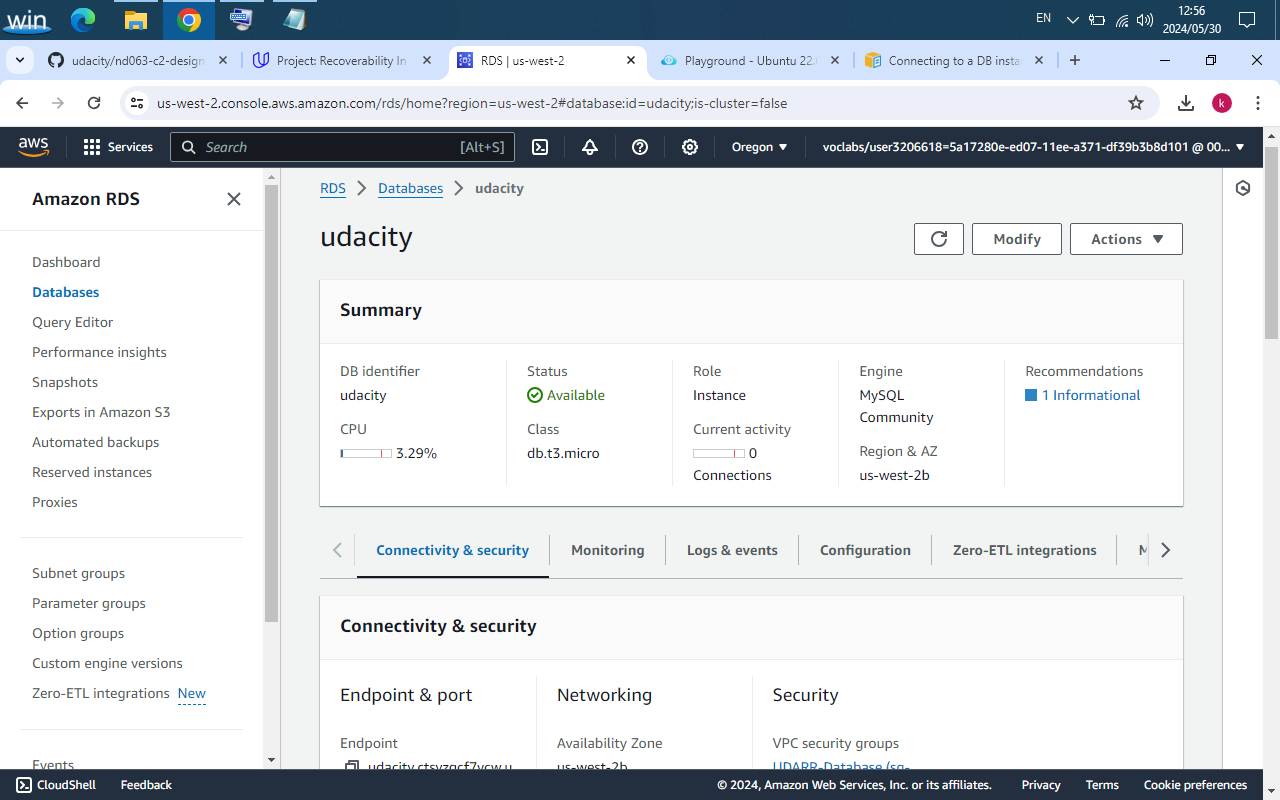 win
EN
12:56
2024/05/30
udacity/nd063-c2-design
Project: Recoverability In
RDS | us-west-2
Playground - Ubuntu 22.
Connecting to a DB insta
us-west-2.console.aws.amazon.com/rds/home?region=us-west-2#database:id=udacity;is-cluster=false
k
aws
Services
Search
[Alt+S]
Oregon
voclabs/user3206618=5a17280e-ed07-11ee-a371-df39b3b8d101 @ 00...
Amazon RDS
Dashboard
Databases
Query Editor
Performance insights
Snapshots
Exports in Amazon S3
Automated backups
Reserved instances
Proxies
Subnet groups
Parameter groups
Option groups
Custom engine versions
Zero-ETL integrations New
Events
RDS
Databases
udacity
udacity
Modify
Actions
Summary
DB identifier
udacity
CPU
3.29%
Status
Available
Class
db.t3.micro
Role
Instance
Current activity
0
Connections
Engine
MySQL
Community
Region & AZ
us-west-2b
Recommendations
1 Informational
Connectivity & security
Monitoring
Logs & events
Configuration
Zero-ETL integrations
Connectivity & security
Endpoint & port
Endpoint
Networking
Availability Zone
us-west-2b
Security
VPC security groups
UDARR-Database (sg-
CloudShell
Feedback
© 2024, Amazon Web Services, Inc. or its affiliates.
Privacy
Terms
Cookie preferences